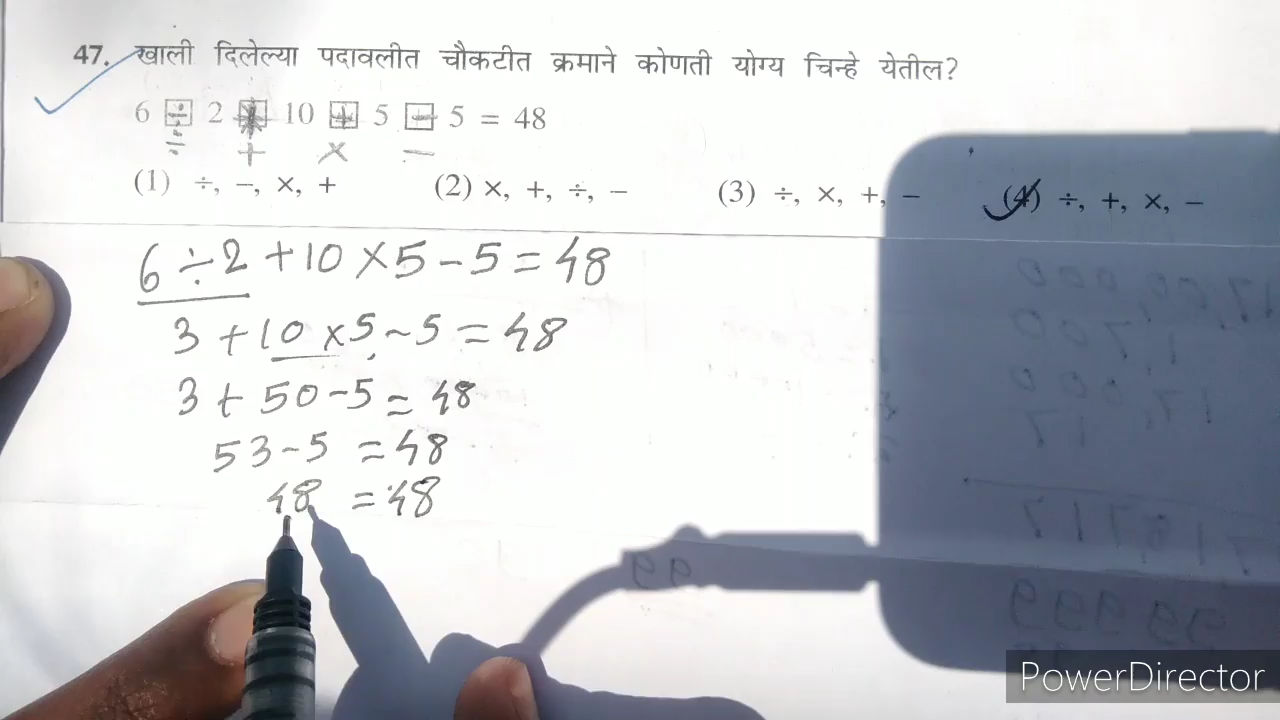 47. खाली दिलेल्या पदावलीत चौकटीत क्रमाने कोणती योग्य चिन्हे येतील?
6 ÷ 2 + 10 + 5 − 5 = 48
÷ + × −
(1) ÷, −, ×, + (2) ×, +, ÷, − (3) ÷, ×, +, − (4) ÷, +, ×, −
6 ÷ 2 + 10 × 5 − 5 = 48
3 + 10 × 5 − 5 = 48
3 + 50 − 5 = 48
53 − 5 = 48
48 = 48
PowerDirector